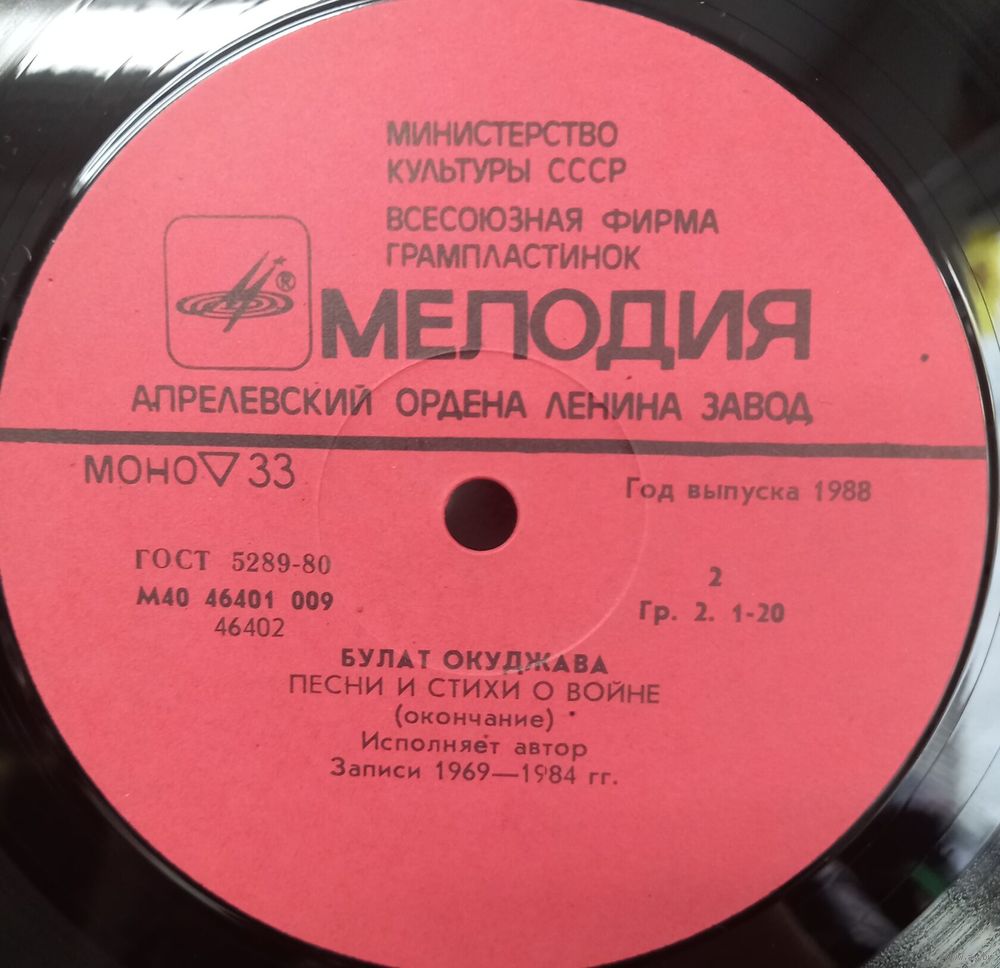 МИНИСТЕРСТВО
КУЛЬТУРЫ СССР
ВСЕСОЮЗНАЯ ФИРМА
ГРАМПЛАСТИНОК
®
МЕЛОДИЯ
АПРЕЛЕВСКИЙ ОРДЕНА ЛЕНИНА ЗАВОД
МОНО ▽ 33
Год выпуска 1988
ГОСТ 5289-80
М40 46401 009
46402
2
Гр. 2. 1-20
БУЛАТ ОКУДЖАВА
ПЕСНИ И СТИХИ О ВОЙНЕ
(окончание)
Исполняет автор
Записи 1969—1984 гг.